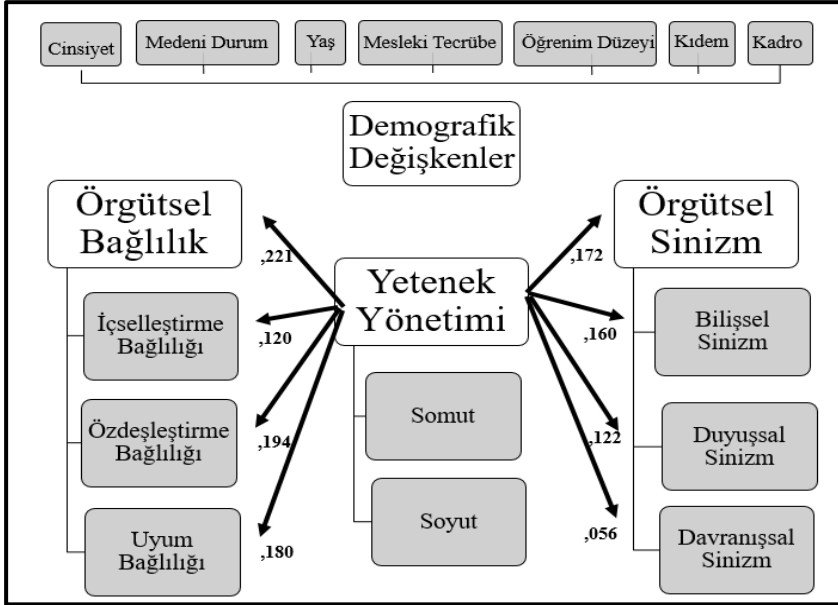 Cinsiyet
Medeni Durum
Yaş
Mesleki Tecrübe
Öğrenim Düzeyi
Kıdem
Kadro
Demografik
Değişkenler
Örgütsel
Bağlılık
,221
İçselleştirme
Bağlılığı
,120
Özdeşleştirme
Bağlılığı
,194
Uyum
Bağlılığı
,180
Yetenek
Yönetimi
Somut
Soyut
Örgütsel
Sinizm
,172
Bilişsel
Sinizm
,160
Duyuşsal
Sinizm
,122
Davranışsal
Sinizm
,056